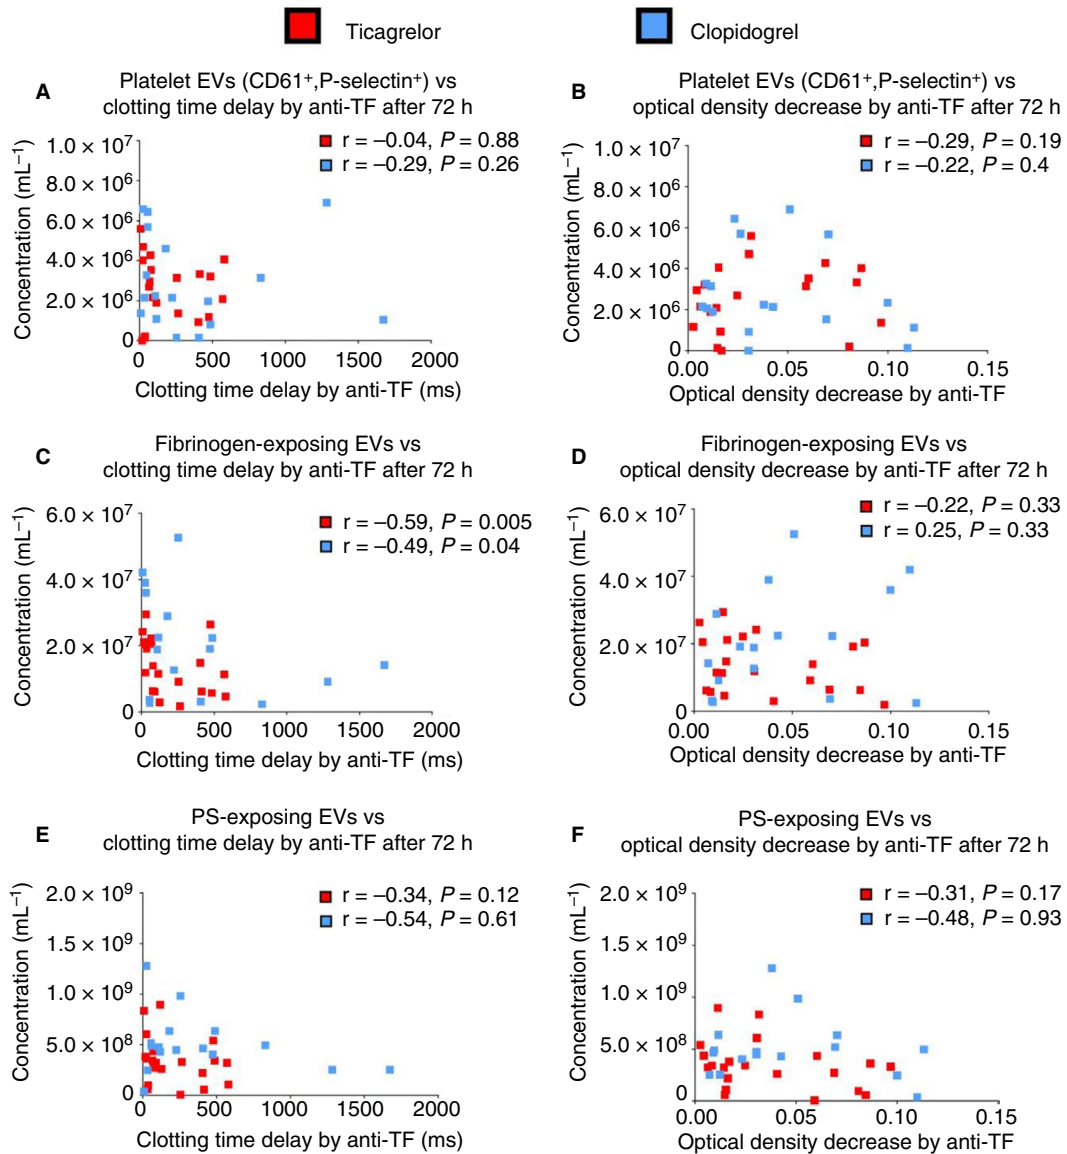 Ticagrelor
Clopidogrel
A
Platelet EVs (CD61⁺,P-selectin⁺) vs
clotting time delay by anti-TF after 72 h
r = –0.04, P = 0.88
r = –0.29, P = 0.26
Concentration (mL⁻¹)
1.0 × 10⁷
8.0 × 10⁶
6.0 × 10⁶
4.0 × 10⁶
2.0 × 10⁶
0
0 500 1000 1500 2000
Clotting time delay by anti-TF (ms)
B
Platelet EVs (CD61⁺,P-selectin⁺) vs
optical density decrease by anti-TF after 72 h
r = –0.29, P = 0.19
r = –0.22, P = 0.4
Concentration (mL⁻¹)
1.0 × 10⁷
8.0 × 10⁶
6.0 × 10⁶
4.0 × 10⁶
2.0 × 10⁶
0
0.00 0.05 0.10 0.15
Optical density decrease by anti-TF
C
Fibrinogen-exposing EVs vs
clotting time delay by anti-TF after 72 h
r = –0.59, P = 0.005
r = –0.49, P = 0.04
Concentration (mL⁻¹)
6.0 × 10⁷
4.0 × 10⁷
2.0 × 10⁷
0
0 500 1000 1500 2000
Clotting time delay by anti-TF (ms)
D
Fibrinogen-exposing EVs vs
optical density decrease by anti-TF after 72 h
r = –0.22, P = 0.33
r = 0.25, P = 0.33
Concentration (mL⁻¹)
6.0 × 10⁷
4.0 × 10⁷
2.0 × 10⁷
0
0.00 0.05 0.10 0.15
Optical density decrease by anti-TF
E
PS-exposing EVs vs
clotting time delay by anti-TF after 72 h
r = –0.34, P = 0.12
r = –0.54, P = 0.61
Concentration (mL⁻¹)
2.0 × 10⁹
1.5 × 10⁹
1.0 × 10⁹
5.0 × 10⁸
0
0 500 1000 1500 2000
Clotting time delay by anti-TF (ms)
F
PS-exposing EVs vs
optical density decrease by anti-TF after 72 h
r = –0.31, P = 0.17
r = –0.48, P = 0.93
Concentration (mL⁻¹)
2.0 × 10⁹
1.5 × 10⁹
1.0 × 10⁹
5.0 × 10⁸
0
0.00 0.05 0.10 0.15
Optical density decrease by anti-TF